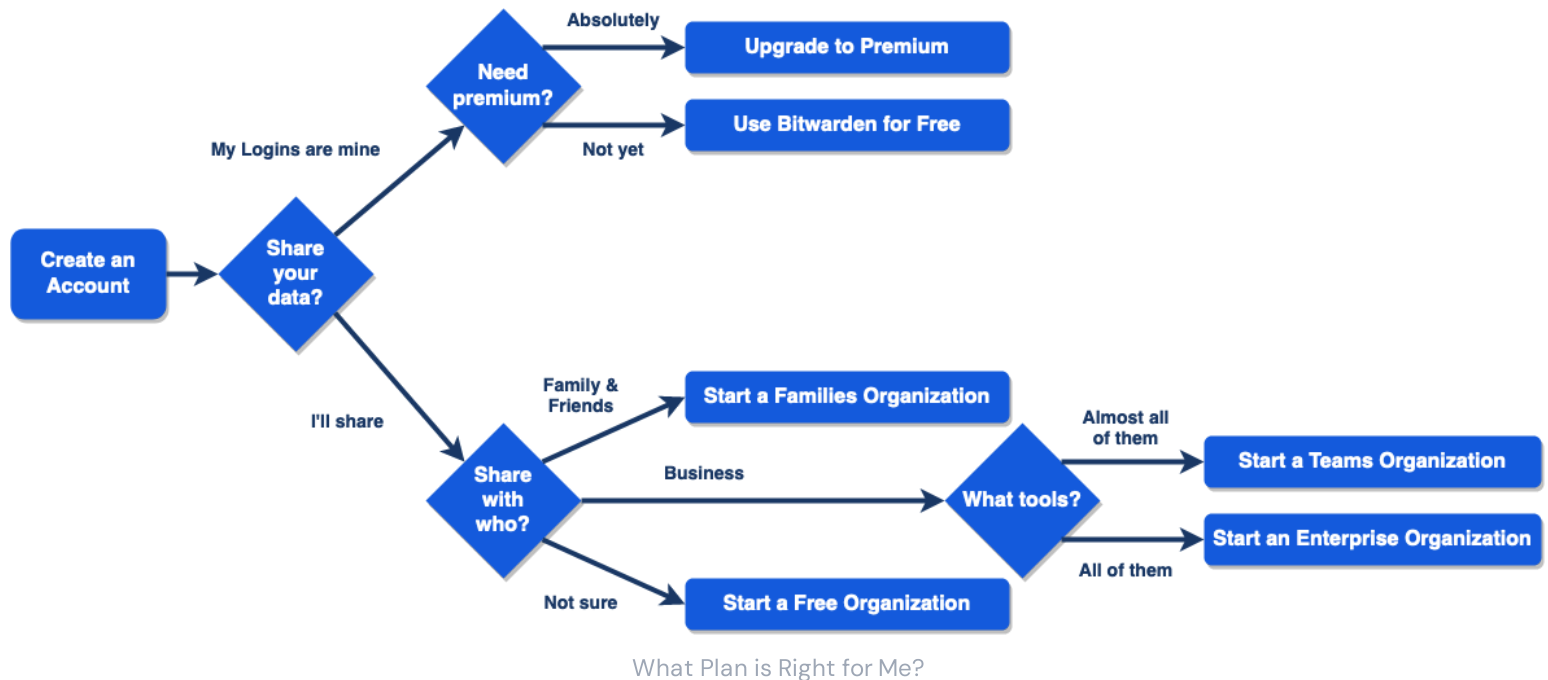 Absolutely
Upgrade to Premium
Need
premium?
Use Bitwarden for Free
Not yet
My Logins are mine
Create an
Account
Share
your
data?
I'll share
Family &
Friends
Start a Families Organization
Share
with
who?
Business
What tools?
Almost all
of them
Start a Teams Organization
Start an Enterprise Organization
All of them
Not sure
Start a Free Organization
What Plan is Right for Me?